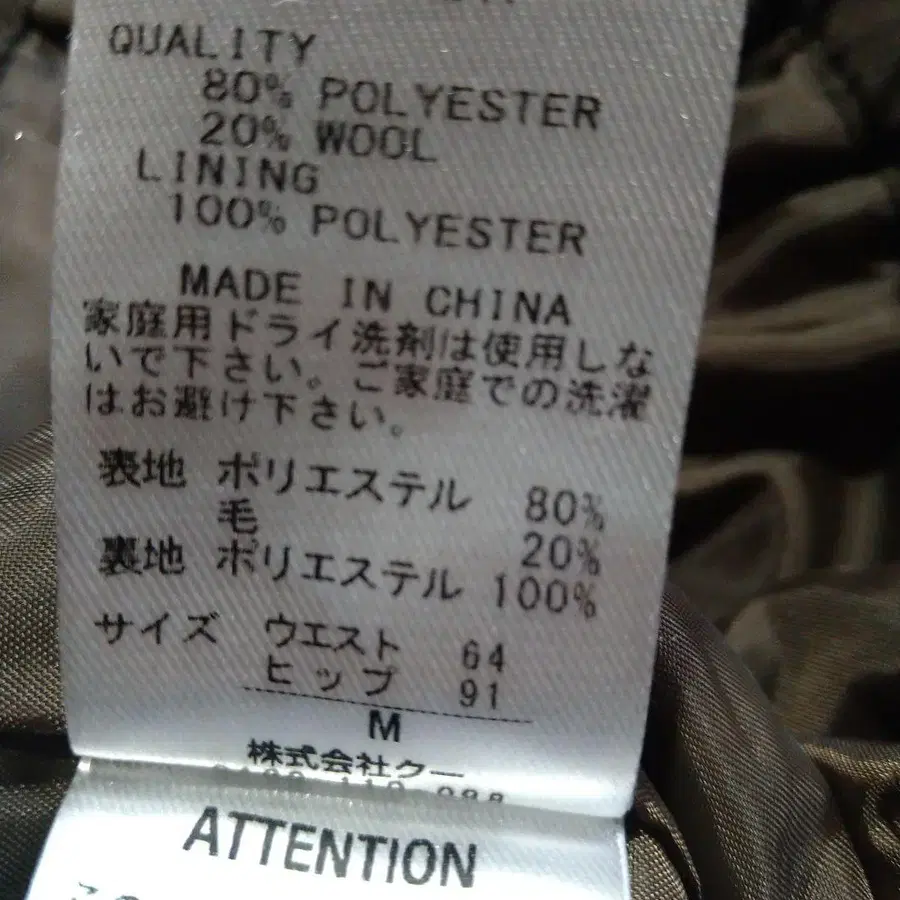 QUALITY
80% POLYESTER
20% WOOL
LINING
100% POLYESTER
MADE IN CHINA
家庭用ドライ洗剤は使用しな
いで下さい。ご家庭での洗濯
はお避け下さい。
表地 ポリエステル 80%
毛 20%
裏地 ポリエステル 100%
サイズ ウエスト 64
ヒップ 91
M
株式会社クー
ATTENTION